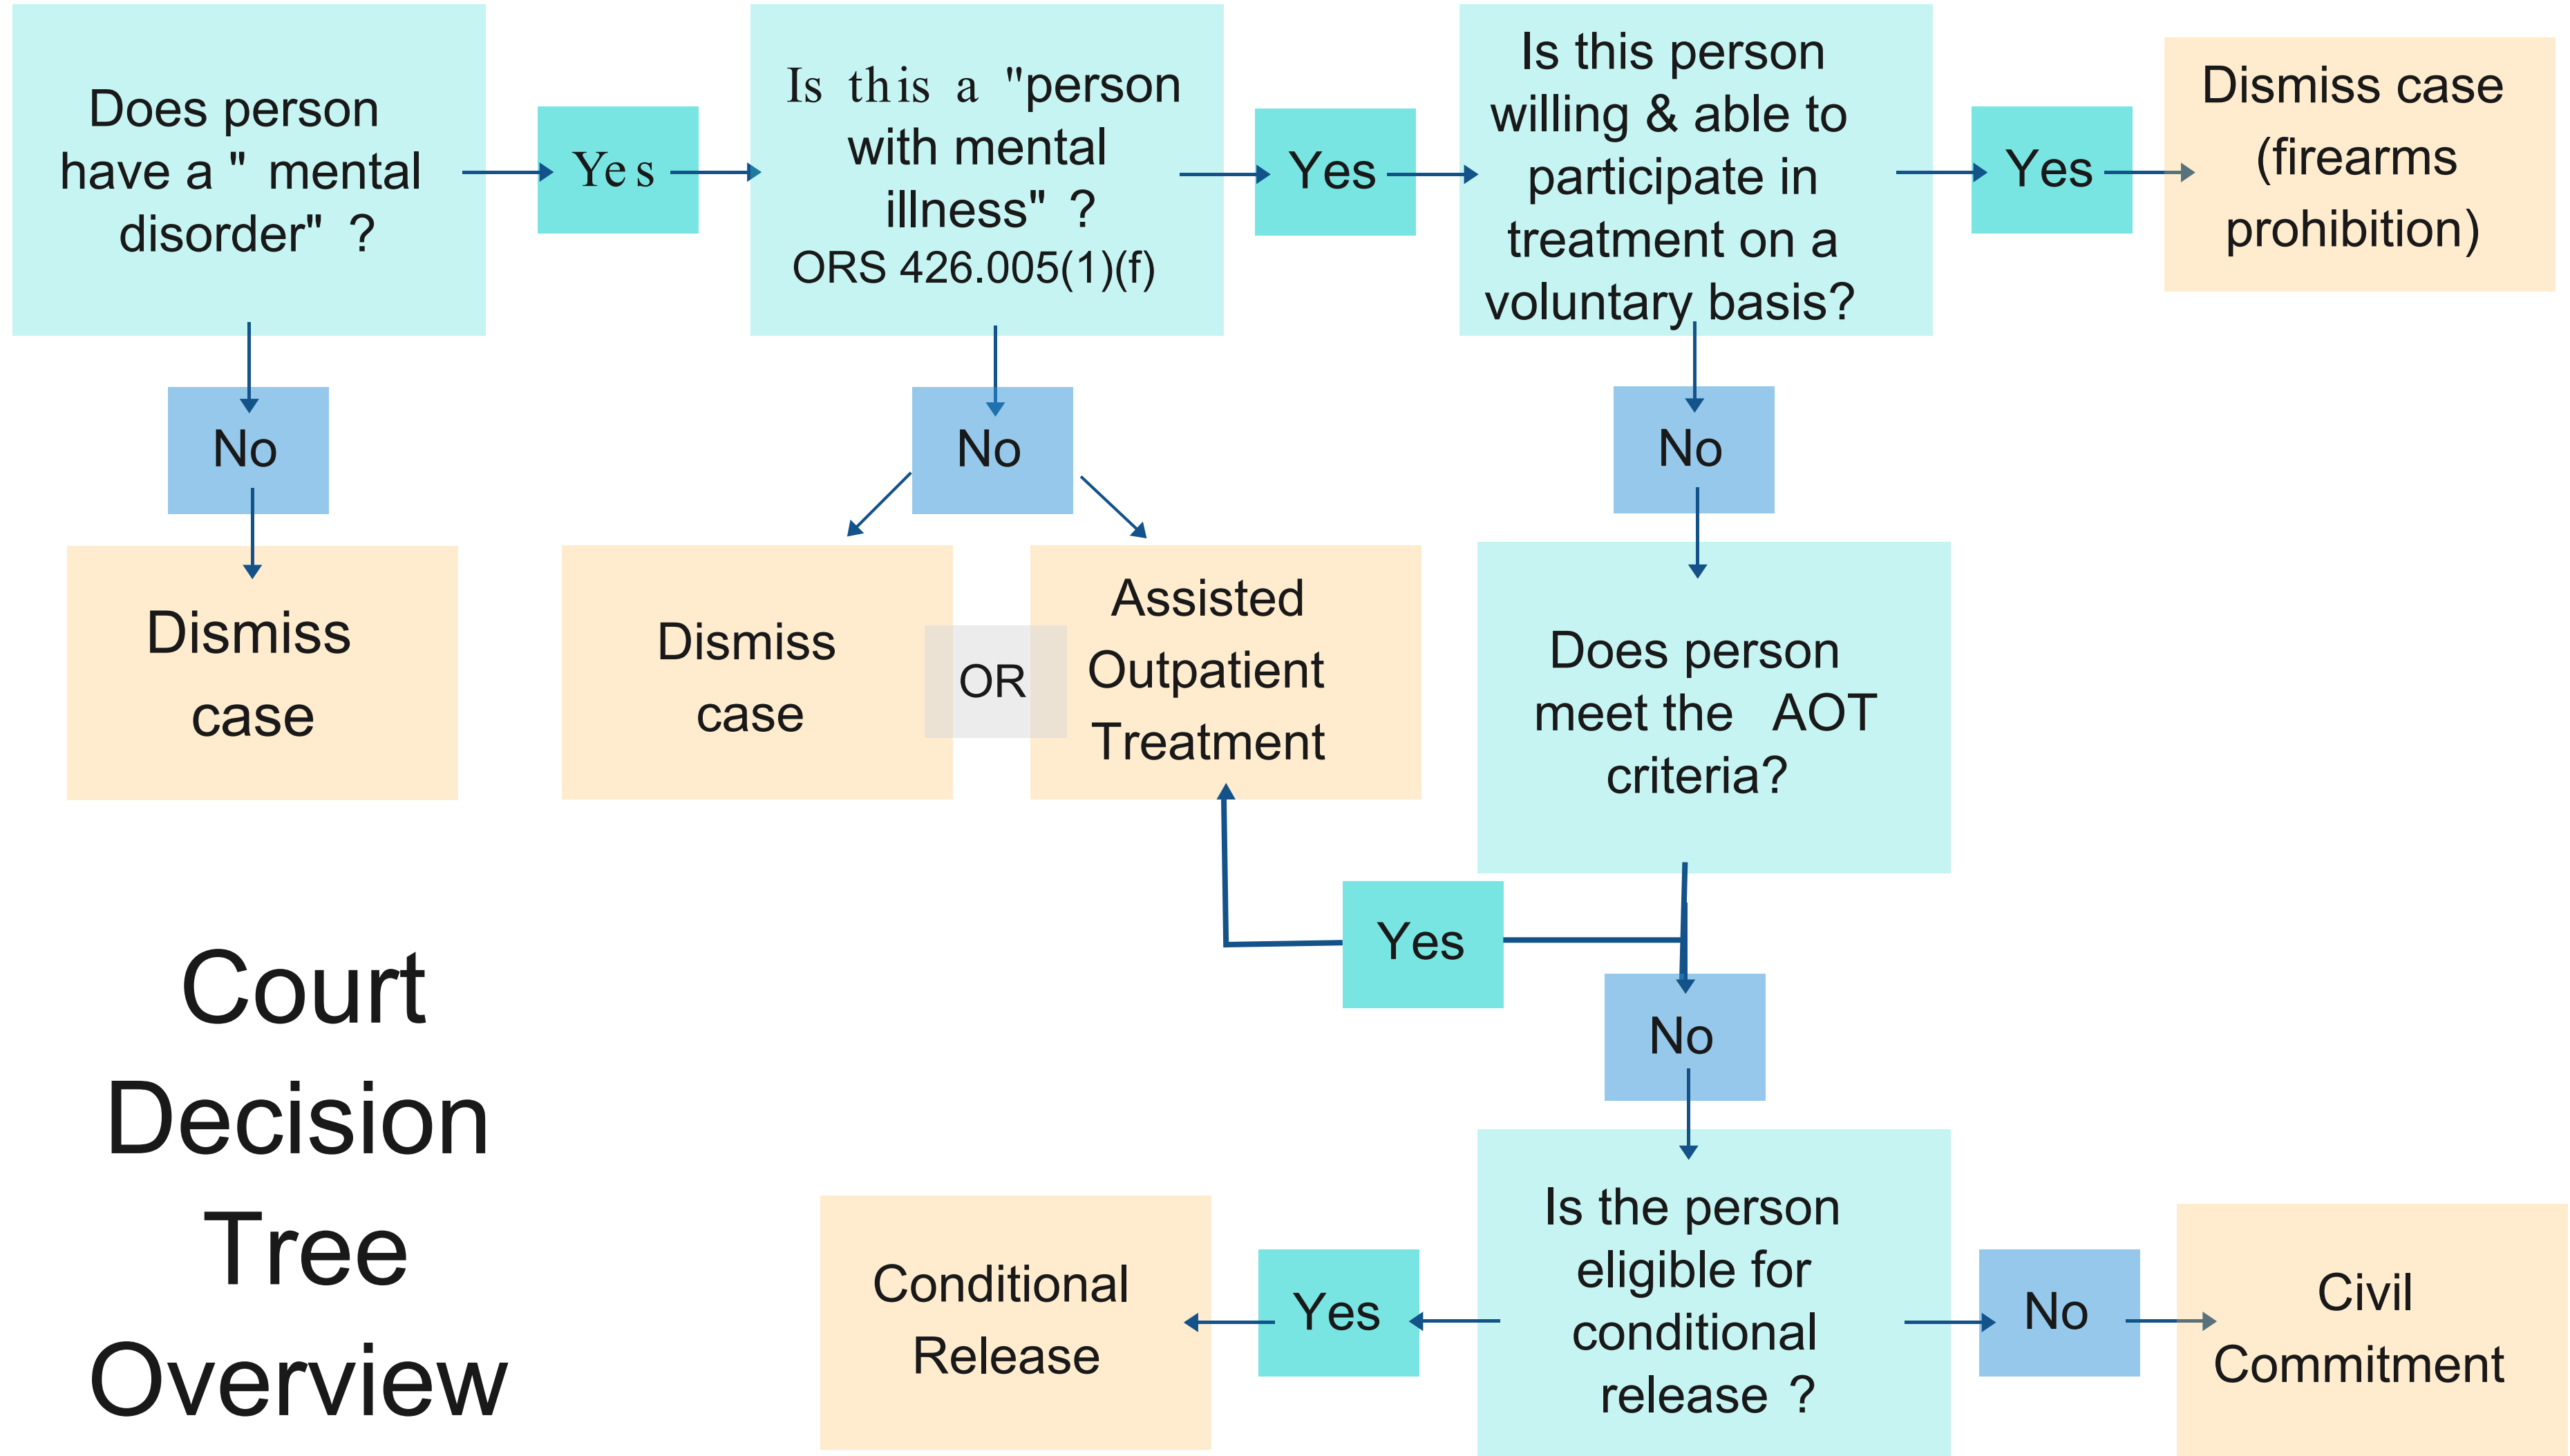 Does person
have a " mental
disorder" ?
Yes
Is this a "person
with mental
illness" ?
ORS 426.005(1)(f)
Yes
Is this person
willing & able to
participate in
treatment on a
voluntary basis?
Yes
Dismiss case
(firearms
prohibition)
No
No
No
Dismiss
case
Dismiss
case
OR
Assisted
Outpatient
Treatment
Does person
meet the AOT
criteria?
Yes
No
Court
Decision
Tree
Overview
Conditional
Release
Yes
Is the person
eligible for
conditional
release ?
No
Civil
Commitment